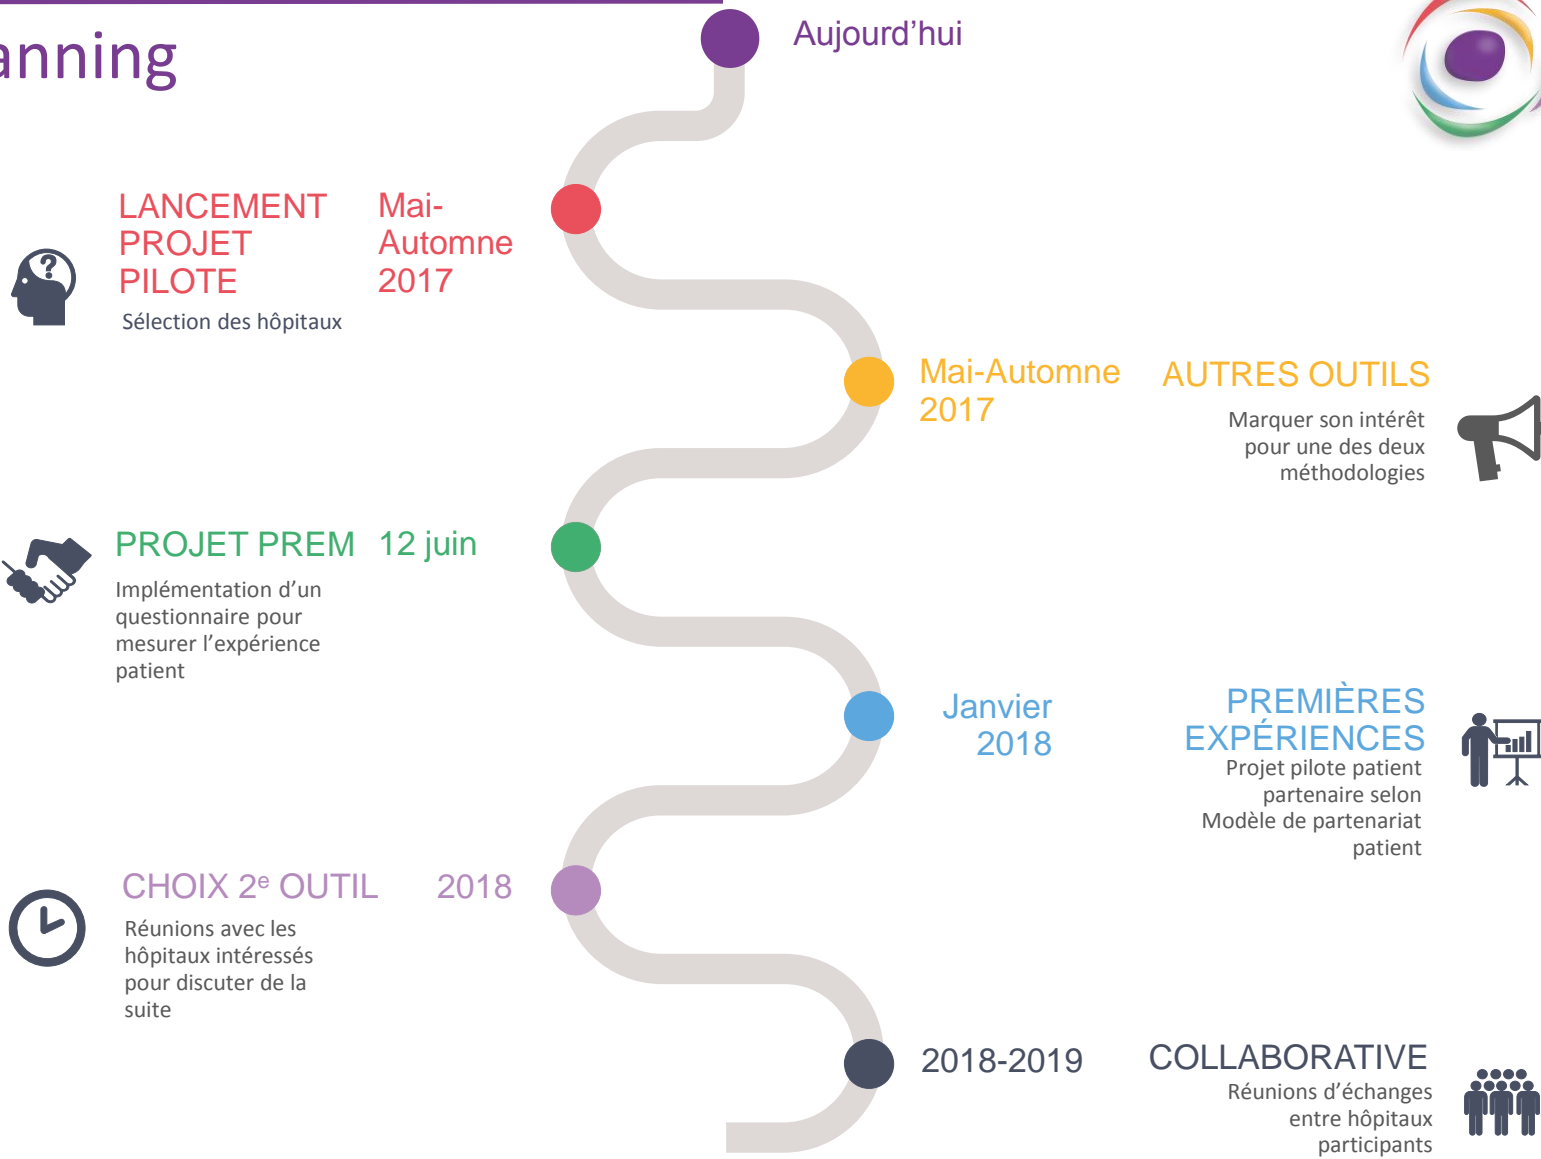 anning
Aujourd’hui
LANCEMENT
PROJET
PILOTE
Mai-
Automne
2017
Sélection des hôpitaux
Mai-Automne
2017
AUTRES OUTILS
Marquer son intérêt
pour une des deux
méthodologies
PROJET PREM
12 juin
Implémentation d’un
questionnaire pour
mesurer l’expérience
patient
Janvier
2018
PREMIÈRES
EXPÉRIENCES
Projet pilote patient
partenaire selon
Modèle de partenariat
patient
CHOIX 2e OUTIL
2018
Réunions avec les
hôpitaux intéressés
pour discuter de la
suite
2018-2019
COLLABORATIVE
Réunions d’échanges
entre hôpitaux
participants